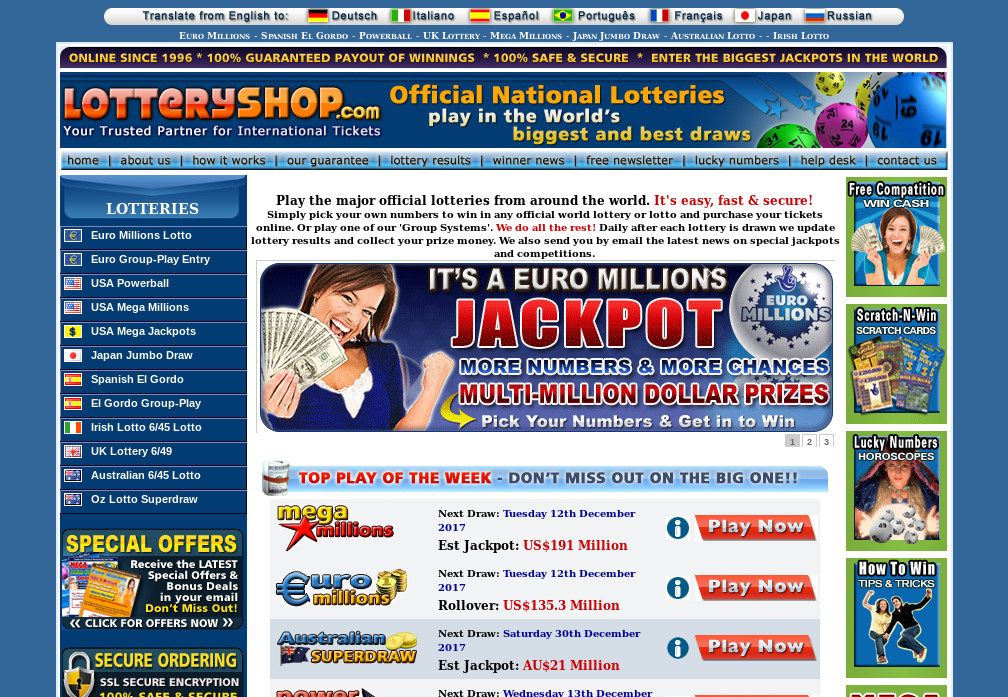 Translate from English to: Deutsch Italiano Español Português Français Japan Russian
Euro Millions - Spanish El Gordo - Powerball - UK Lottery - Mega Millions - Japan Jumbo Draw - Australian Lotto - - Irish Lotto
ONLINE SINCE 1996 * 100% GUARANTEED PAYOUT OF WINNINGS * 100% SAFE & SECURE * ENTER THE BIGGEST JACKPOTS IN THE WORLD
LOTTERYSHOP.com
Your Trusted Partner for International Tickets
Official National Lotteries
play in the World's
biggest and best draws
19
24
19
home | about us | how it works | our guarantee | lottery results | winner news | free newsletter | lucky numbers | help desk | contact us
LOTTERIES
Euro Millions Lotto
Euro Group-Play Entry
USA Powerball
USA Mega Millions
USA Mega Jackpots
Japan Jumbo Draw
Spanish El Gordo
El Gordo Group-Play
Irish Lotto 6/45 Lotto
UK Lottery 6/49
Australian 6/45 Lotto
Oz Lotto Superdraw
SPECIAL OFFERS
Receive the LATEST
Special Offers &
Bonus Deals
in your email
Don't Miss Out!
<< CLICK FOR OFFERS NOW >>
SECURE ORDERING
SSL SECURE ENCRYPTION
100% SAFE & SECURE
Play the major official lotteries from around the world. It's easy, fast & secure!
Simply pick your own numbers to win in any official world lottery or lotto and purchase your tickets
online. Or play one of our 'Group Systems'. We do all the rest! Daily after each lottery is drawn we update
lottery results and collect your prize money. We also send you by email the latest news on special jackpots
and competitions.
IT'S A EURO MILLIONS
JACKPOT
EURO
MILLIONS
MORE NUMBERS & MORE CHANCES
MULTI-MILLION DOLLAR PRIZES
Pick Your Numbers & Get in to Win
1 2 3
TOP PLAY OF THE WEEK - DON'T MISS OUT ON THE BIG ONE!!
mega
millions
Next Draw: Tuesday 12th December
2017
Est Jackpot: US$191 Million
i Play Now
€uro
millions
Next Draw: Tuesday 12th December
2017
Rollover: US$135.3 Million
i Play Now
Australian
SUPERDRAW
Next Draw: Saturday 30th December
2017
Est Jackpot: AU$21 Million
i Play Now
power
Next Draw: Wednesday 13th December
Free Compatition
WIN CASH
Scratch-N-Win
SCRATCH CARDS
Lucky Numbers
HOROSCOPES
How To Win
TIPS & TRICKS
MEGA